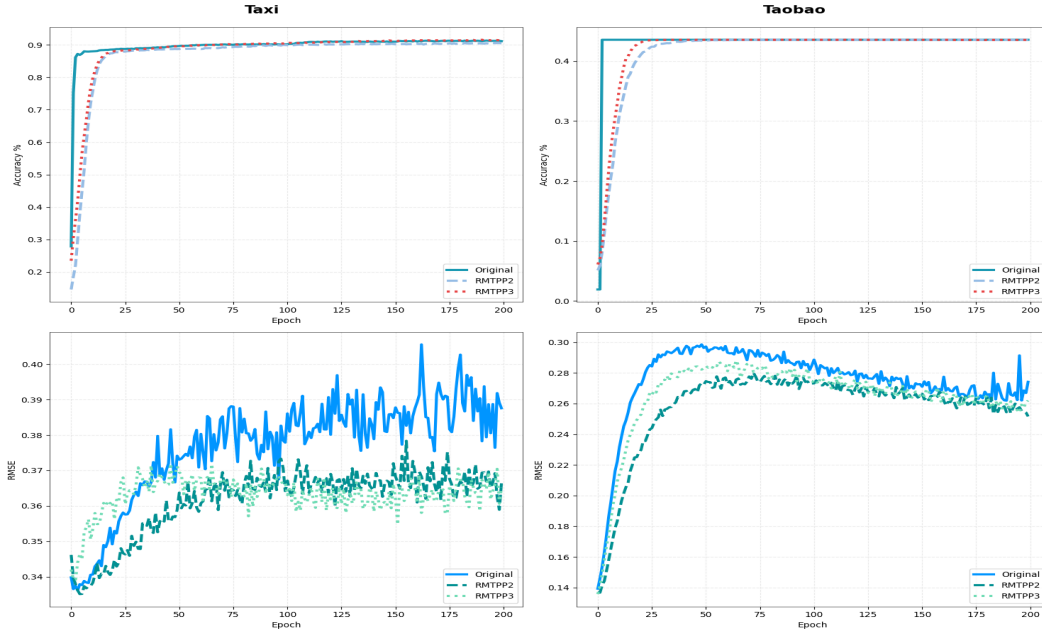 Taxi
Accuracy %
0.9
0.8
0.7
0.6
0.5
0.4
0.3
0.2
0
25
50
75
100
125
150
175
200
Epoch
Original
RMTPP2
RMTPP3
Taobao
Accuracy %
0.4
0.3
0.2
0.1
0.0
0
25
50
75
100
125
150
175
200
Epoch
Original
RMTPP2
RMTPP3
RMSE
0.40
0.39
0.38
0.37
0.36
0.35
0.34
0
25
50
75
100
125
150
175
200
Epoch
Original
RMTPP2
RMTPP3
RMSE
0.30
0.28
0.26
0.24
0.22
0.20
0.18
0.16
0.14
0
25
50
75
100
125
150
175
200
Epoch
Original
RMTPP2
RMTPP3